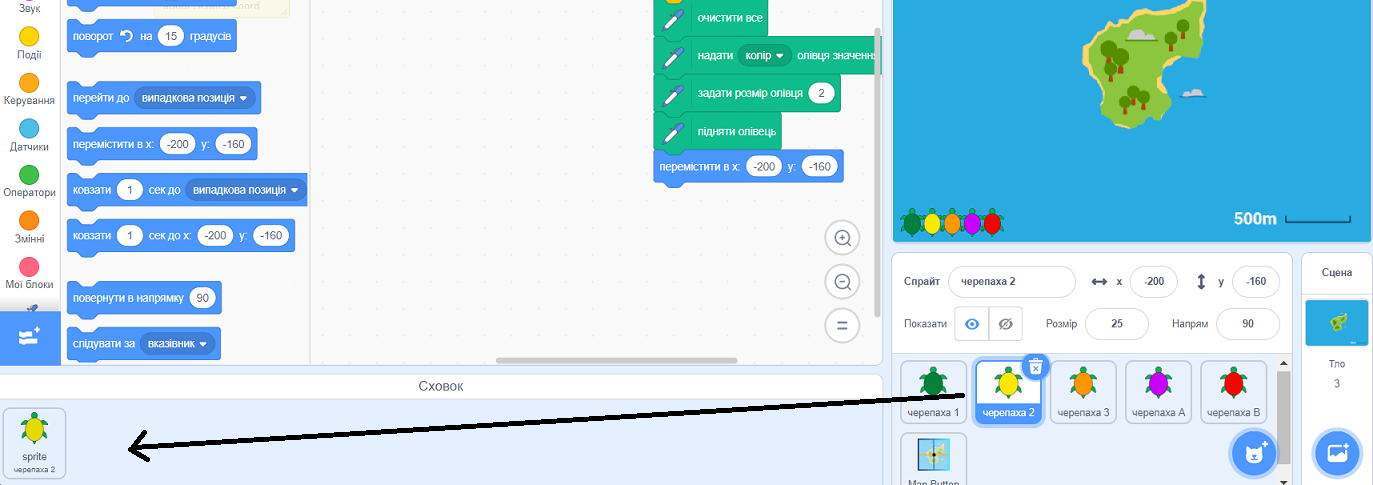 Звук
Події
Керування
Датчики
Оператори
Змінні
Мої блоки
поворот на 15 градусів
перейти до випадкова позиція
перемістити в x: -200 y: -160
ковзати 1 сек до випадкова позиція
ковзати 1 сек до x: -200 y: -160
повернути в напрямку 90
слідувати за вказівник
очистити все
надати колір олівця значення
задати розмір олівця 2
підняти олівець
перемістити в x: -200 y: -160
500m
Спрайт черепаха 2 x -200 y -160
Показати Розмір 25 Напрям 90
черепаха 1
черепаха 2
черепаха 3
черепаха A
черепаха B
Map Button
Сцена
Тло
3
Сховок
sprite
черепаха 2